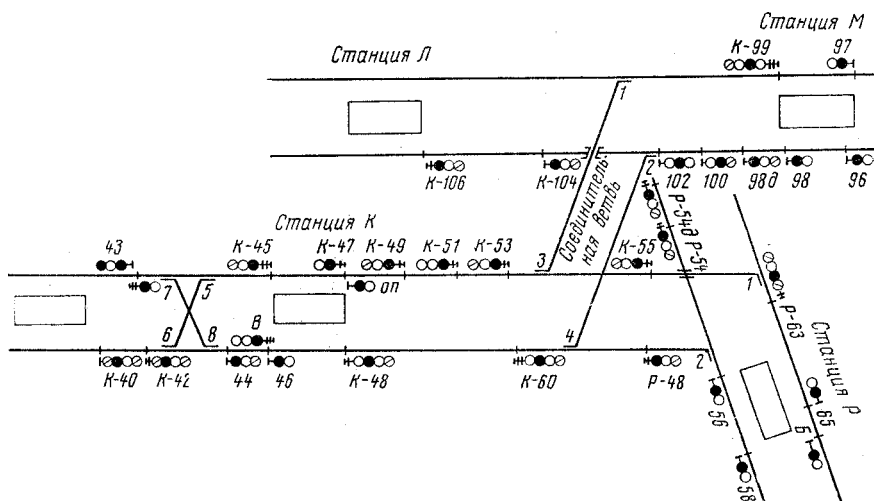 Станция М
К-99
97
Станция Л
1
К-106
К-104
2
102
100
98д
98
96
Соединитель-
ная ветвь
Р-54д
Р-54
Станция К
43
К-45
К-47
К-49
К-51
К-53
К-55
оп
3
7
5
1
Р-63
В
6
8
4
2
К-40
К-42
44
46
К-48
К-60
Р-48
Станция Р
56
65
Б
58